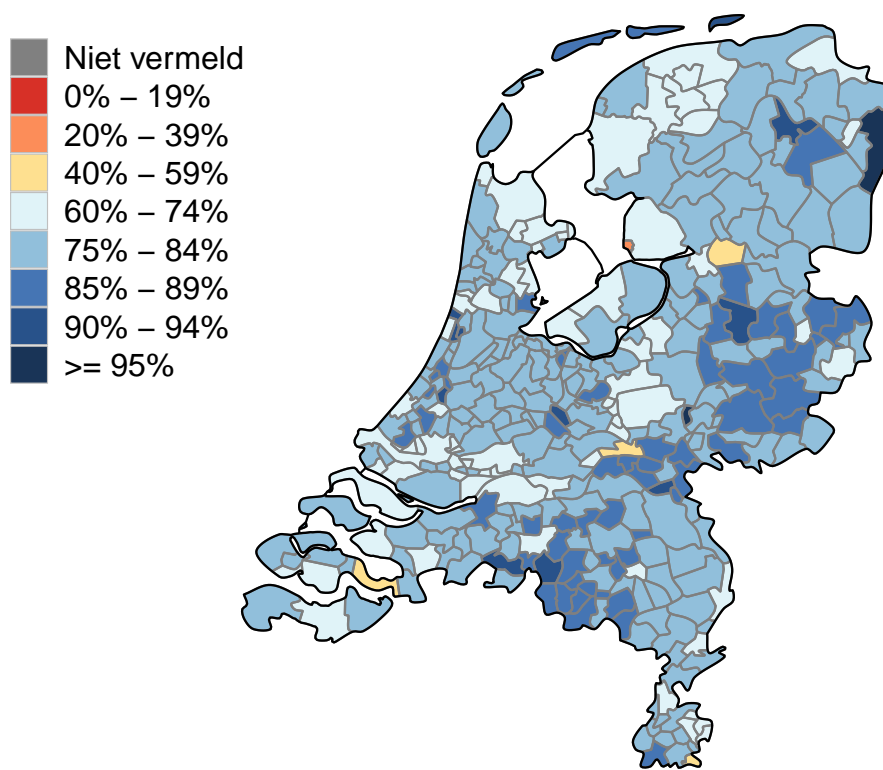 Niet vermeld
0% – 19%
20% – 39%
40% – 59%
60% – 74%
75% – 84%
85% – 89%
90% – 94%
>= 95%